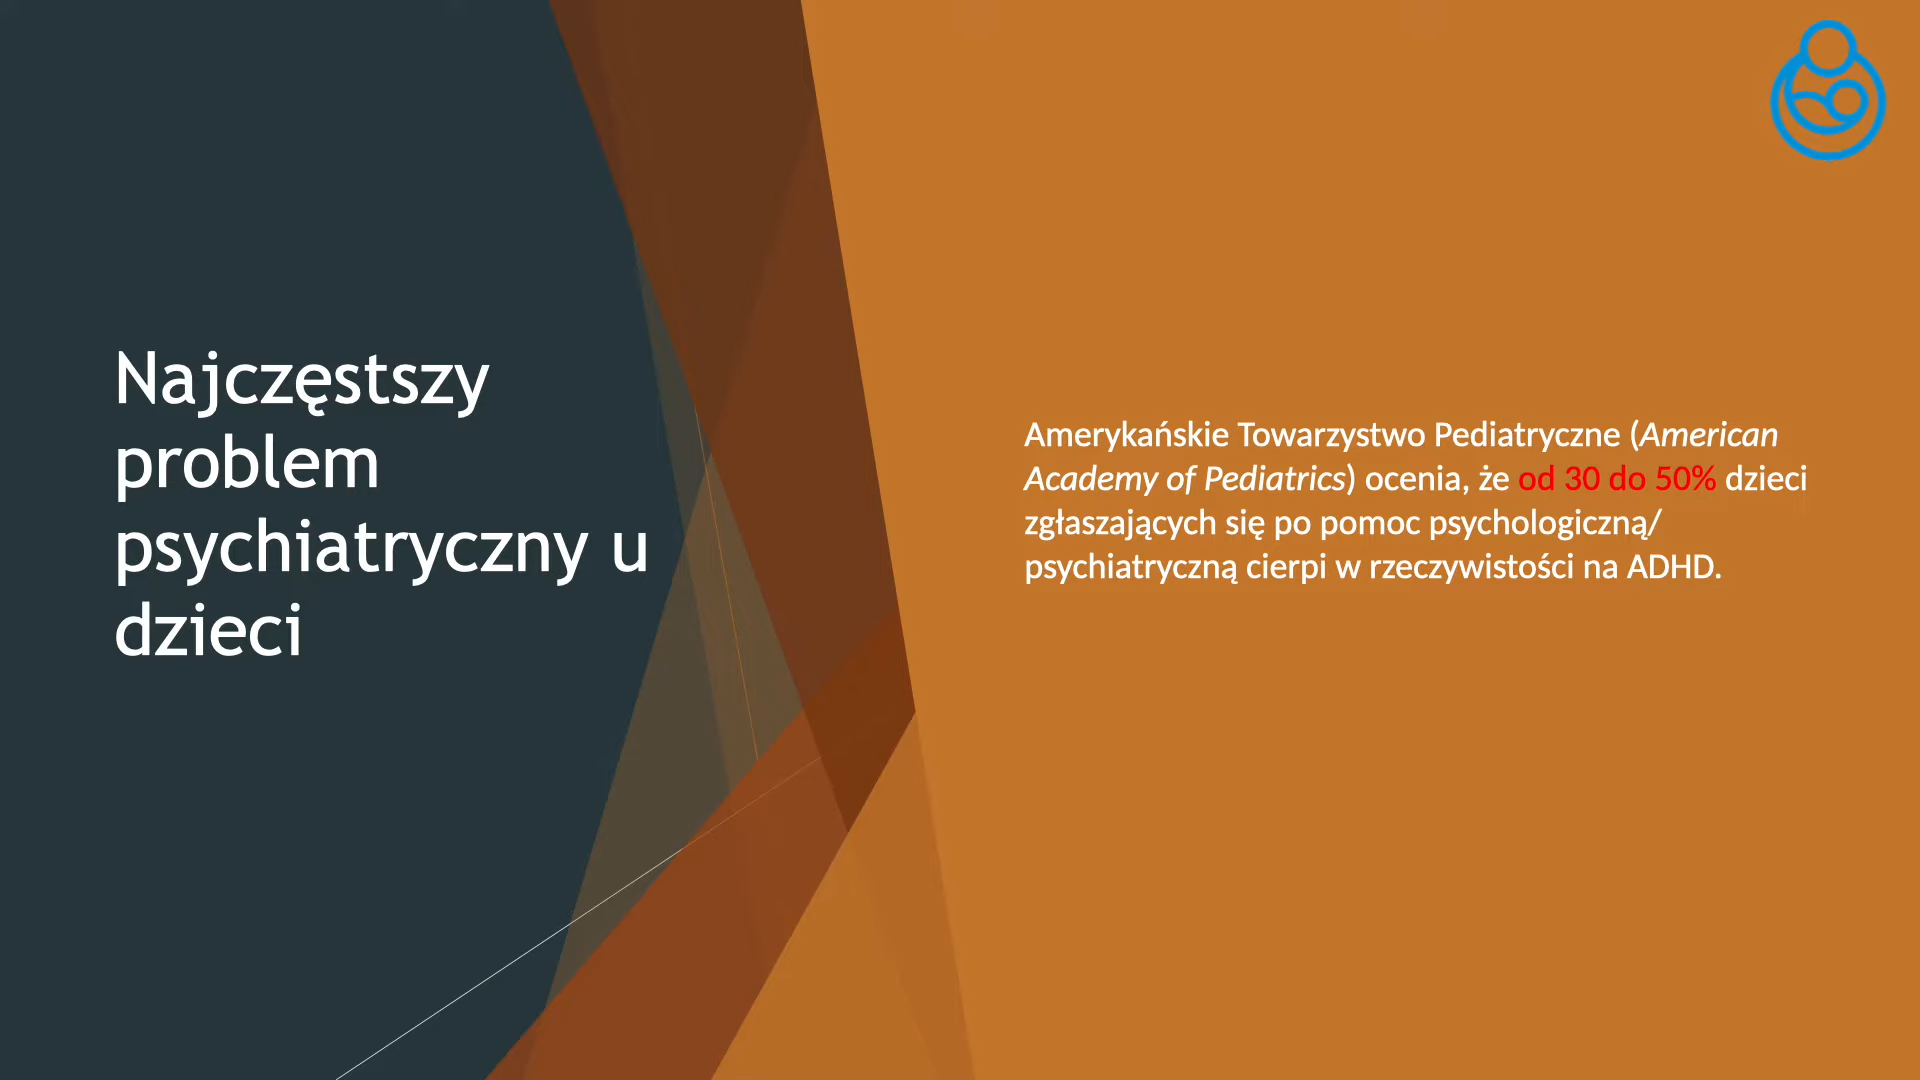 Najczęstszy
problem
psychiatryczny u
dzieci
Amerykańskie Towarzystwo Pediatryczne (American
Academy of Pediatrics) ocenia, że od 30 do 50% dzieci
zgłaszających się po pomoc psychologiczną/
psychiatryczną cierpi w rzeczywistości na ADHD.